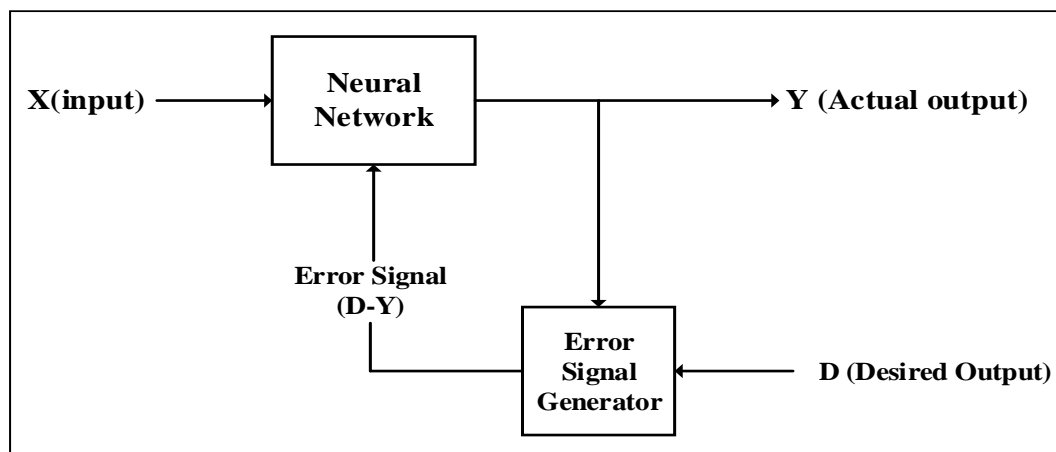 X(input)
Neural
Network
Y (Actual output)
Error Signal
(D-Y)
Error
Signal
Generator
D (Desired Output)